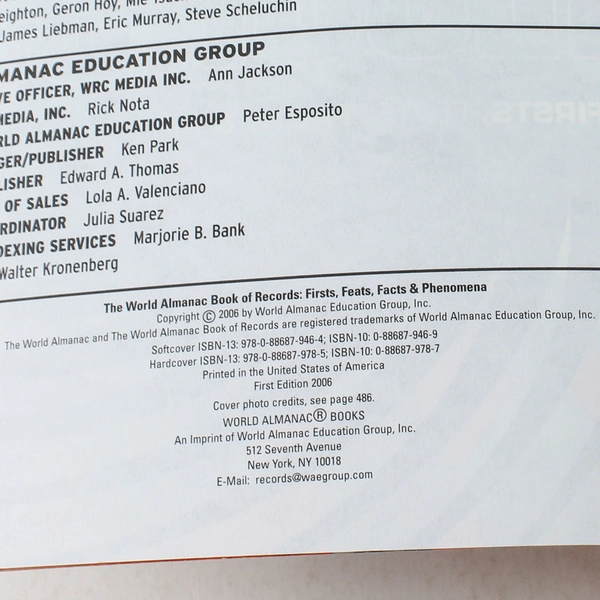 eighton, Geron Hoy,
James Liebman, Eric Murray, Steve Scheluchin
MANAC EDUCATION GROUP
VE OFFICER, WRC MEDIA INC. Ann Jackson
MEDIA, INC. Rick Nota
RLD ALMANAC EDUCATION GROUP Peter Esposito
GER/PUBLISHER Ken Park
LISHER Edward A. Thomas
OF SALES Lola A. Valenciano
RDINATOR Julia Suarez
DEXING SERVICES Marjorie B. Bank
Walter Kronenberg
The World Almanac Book of Records: Firsts, Feats, Facts & Phenomena
Copyright © 2006 by World Almanac Education Group, Inc.
The World Almanac and The World Almanac Book of Records are registered trademarks of World Almanac Education Group, Inc.
Softcover ISBN-13: 978-0-88687-946-4; ISBN-10: 0-88687-946-9
Hardcover ISBN-13: 978-0-88687-978-5; ISBN-10: 0-88687-978-7
Printed in the United States of America
First Edition 2006
Cover photo credits, see page 486.
WORLD ALMANAC® BOOKS
An Imprint of World Almanac Education Group, Inc.
512 Seventh Avenue
New York, NY 10018
E-Mail: records@waegroup.com